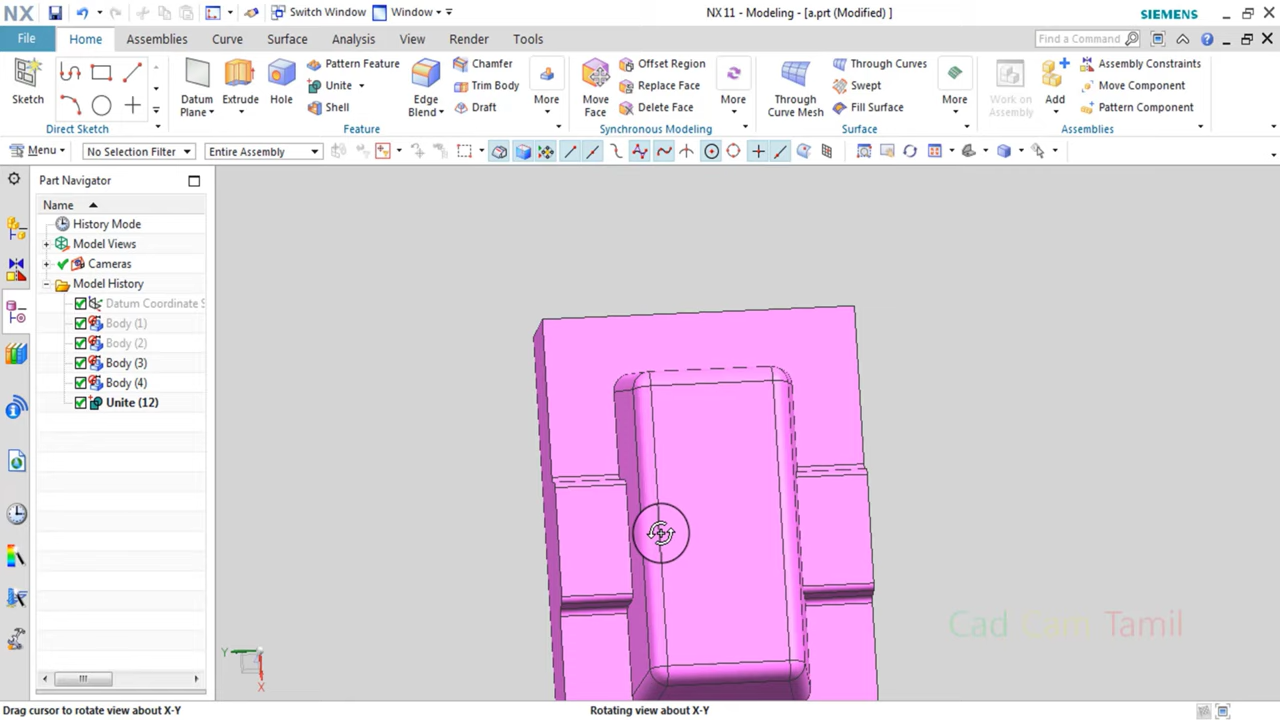 NX Switch Window Window NX 11 - Modeling - [a.prt (Modified) ] SIEMENS
File Home Assemblies Curve Surface Analysis View Render Tools Find a Command
Sketch Datum Plane Extrude Hole Pattern Feature Unite Shell Edge Blend Chamfer Trim Body Draft More Move Face Offset Region Replace Face Delete Face More Through Curve Mesh Through Curves Swept Fill Surface More Work on Assembly Add Assembly Constraints Move Component Pattern Component
Direct Sketch Feature Synchronous Modeling Surface Assemblies
Menu No Selection Filter Entire Assembly
Part Navigator
Name
History Mode
Model Views
Cameras
Model History
Datum Coordinate S
Body (1)
Body (2)
Body (3)
Body (4)
Unite (12)
Cad Cam Tamil
Y
X
Drag cursor to rotate view about X-Y Rotating view about X-Y